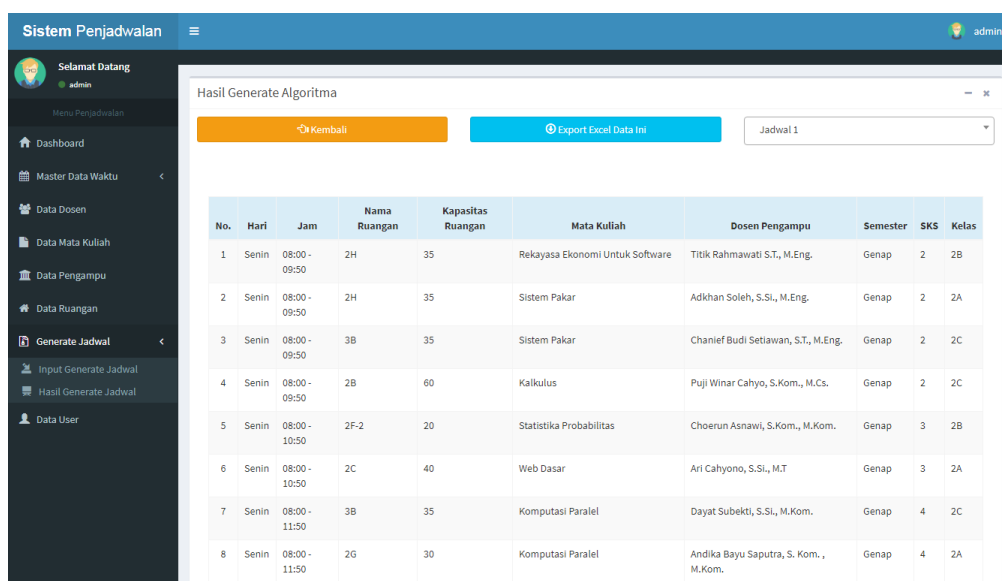 Sistem Penjadwalan
admin
Selamat Datang
admin
Menu Penjadwalan
Dashboard
Master Data Waktu
Data Dosen
Data Mata Kuliah
Data Pengampu
Data Ruangan
Generate Jadwal
Input Generate Jadwal
Hasil Generate Jadwal
Data User
Hasil Generate Algoritma
Kembali
Export Excel Data Ini
Jadwal 1
No. Hari Jam Nama Ruangan Kapasitas Ruangan Mata Kuliah Dosen Pengampu Semester SKS Kelas
1 Senin 08:00 - 09:50 2H 35 Rekayasa Ekonomi Untuk Software Titik Rahmawati S.T., M.Eng. Genap 2 2B
2 Senin 08:00 - 09:50 2H 35 Sistem Pakar Adkhan Soleh, S.Si., M.Eng. Genap 2 2A
3 Senin 08:00 - 09:50 3B 35 Sistem Pakar Chanief Budi Setiawan, S.T., M.Eng. Genap 2 2C
4 Senin 08:00 - 09:50 2B 60 Kalkulus Puji Winar Cahyo, S.Kom., M.Cs. Genap 2 2C
5 Senin 08:00 - 10:50 2F-2 20 Statistika Probabilitas Choerun Asnawi, S.Kom., M.Kom. Genap 3 2B
6 Senin 08:00 - 10:50 2C 40 Web Dasar Ari Cahyono, S.Si., M.T Genap 3 2A
7 Senin 08:00 - 11:50 3B 35 Komputasi Paralel Dayat Subekti, S.Si., M.Kom. Genap 4 2C
8 Senin 08:00 - 11:50 2G 30 Komputasi Paralel Andika Bayu Saputra, S. Kom. , M.Kom. Genap 4 2A